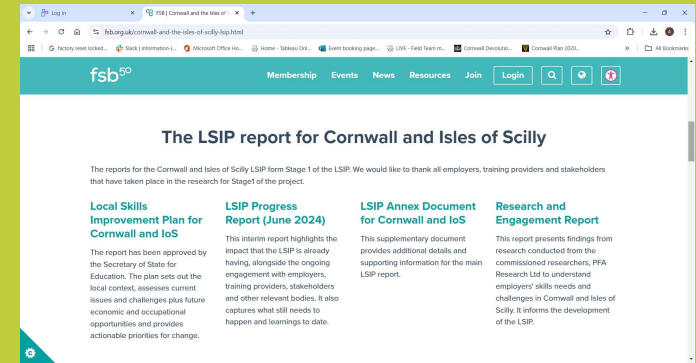 Log in
FSB | Cornwall and the Isles of S
fsb.org.uk/cornwall-and-the-isles-of-scilly-lsip.html
G factory reset locked...
Slack | information-i...
Microsoft Office Ho...
Home - Tableau Onl...
Event booking page...
LIVE - Field Team m...
Cornwall Devolutio...
Cornwall Plan 2020...
All Bookmarks
fsb50
Membership Events News Resources Join Login
The LSIP report for Cornwall and Isles of Scilly
The reports for the Cornwall and Isles of Scilly LSIP form Stage 1 of the LSIP. We would like to thank all employers, training providers and stakeholders
that have taken place in the research for Stage1 of the project.
Local Skills
Improvement Plan for
Cornwall and IoS
The report has been approved by
the Secretary of State for
Education. The plan sets out the
local context, assesses current
issues and challenges plus future
economic and occupational
opportunities and provides
actionable priorities for change.
LSIP Progress
Report (June 2024)
This interim report highlights the
impact that the LSIP is already
having, alongside the ongoing
engagement with employers,
training providers, stakeholders
and other relevant bodies. It also
captures what still needs to
happen and learnings to date.
LSIP Annex Document
for Cornwall and IoS
This supplementary document
provides additional details and
supporting information for the main
LSIP report.
Research and
Engagement Report
This report presents findings from
research conducted from the
commissioned researchers, PFA
Research Ltd to understand
employers' skills needs and
challenges in Cornwall and Isles of
Scilly. It informs the development
of the LSIP.